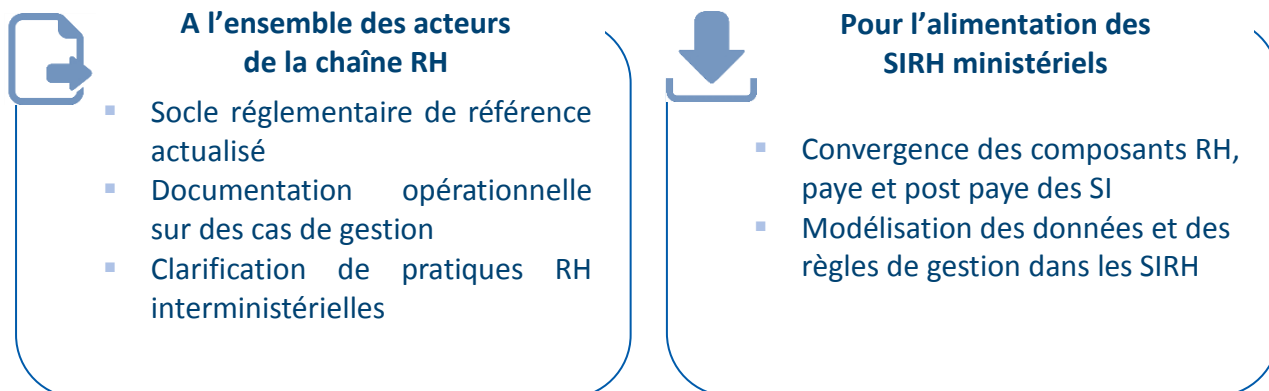 A l’ensemble des acteurs
de la chaîne RH
▪ Socle réglementaire de référence
actualisé
▪ Documentation opérationnelle
sur des cas de gestion
▪ Clarification de pratiques RH
interministérielles
Pour l’alimentation des
SIRH ministériels
▪ Convergence des composants RH,
paye et post paye des SI
▪ Modélisation des données et des
règles de gestion dans les SIRH